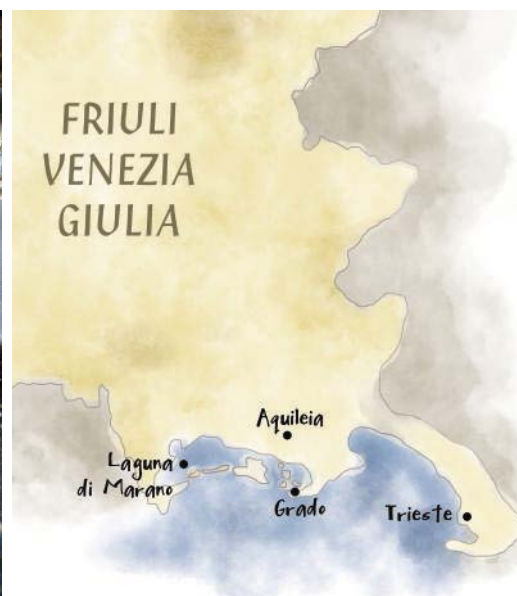 FRIULI
VENEZIA
GIULIA
Aquileia
Laguna
di Marano
Grado
Trieste